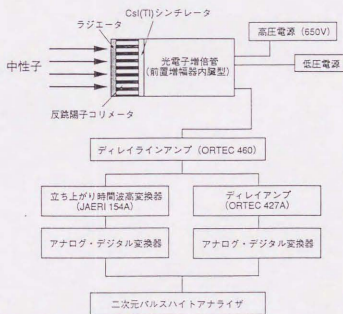 CsI(Tl)シンチレータ
ラジエータ
高圧電源(650V)
中性子
光電子増倍管
(前置増幅器内臓型)
低圧電源
反跳陽子コリメータ
ディレイラインアンプ(ORTEC 460)
立ち上がり時間波高変換器
(JAERI 154A)
ディレイアンプ
(ORTEC 427A)
アナログ・デジタル変換器
アナログ・デジタル変換器
二次元パルスハイトアナライザ